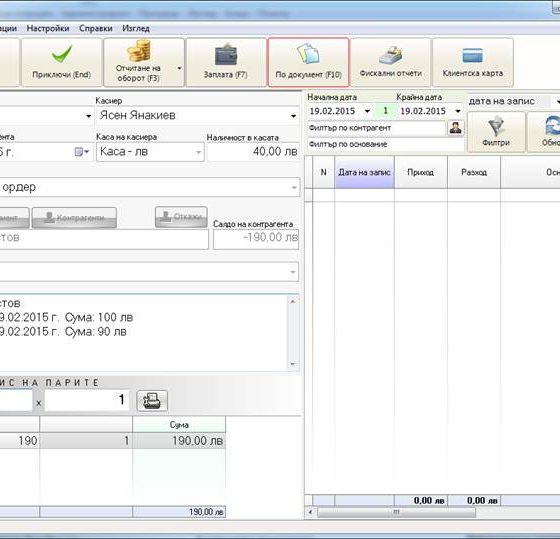 ации Настройки Справки Изглед
Приключи (End)
Отчитане на
оборот (F3)
Заплата (F7)
По документ (F10)
Фискални отчети
Клиентска карта
Касиер
Ясен Янакиев
ента
Каса на касиера
Наличност в касата
5 г.
Каса - лв
40,00 лв
ордер
Контрагенти
Откажи
Салдо на контрагента
стов
-190,00 лв
стов
9.02.2015 г. Сума: 100 лв
9.02.2015 г. Сума: 90 лв
ИС НА ПАРИТЕ
x
1
Сума
190
1
190,00 лв
190,00 лв
Начална дата
Крайна дата
дата на запис
19.02.2015
1
19.02.2015
Филтър по контрагент
Филтър по основание
Филтри
Обно
N
Дата на запис
Приход
Разход
Осн
0,00 лв
0,00 лв